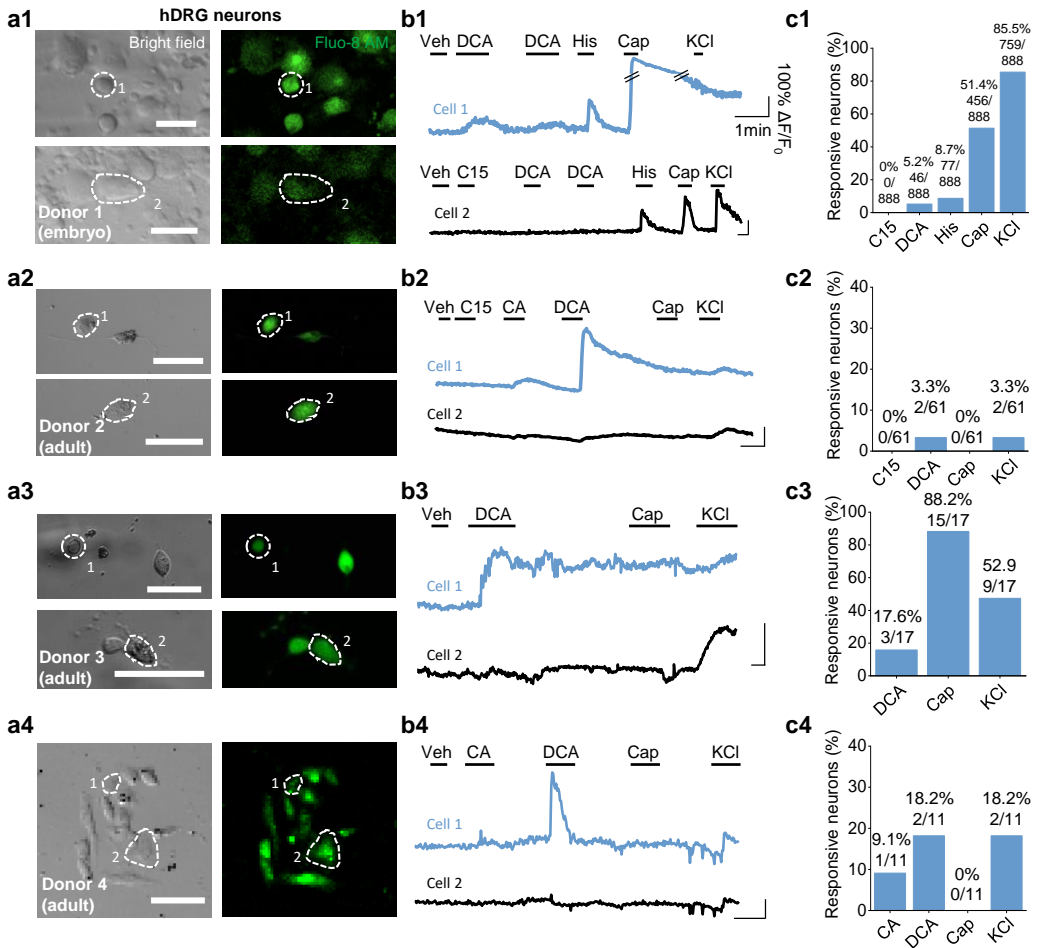 hDRG neurons
a1
Bright field
Fluo-8 AM
1
1
2
2
Donor 1
(embryo)
b1
Veh DCA DCA His Cap KCl
Cell 1
100% ΔF/F0
1min
Veh C15 DCA DCA His Cap KCl
Cell 2
c1
Responsive neurons (%)
100
80
60
40
20
0
0%
0/
888
5.2%
46/
888
8.7%
77/
888
51.4%
456/
888
85.5%
759/
888
C15 DCA His Cap KCl
a2
1
1
2
2
Donor 2
(adult)
b2
Veh C15 CA DCA Cap KCl
Cell 1
Cell 2
c2
Responsive neurons (%)
40
30
20
10
0
0%
0/61
3.3%
2/61
0%
0/61
3.3%
2/61
C15 DCA Cap KCl
a3
1
1
2
2
Donor 3
(adult)
b3
Veh DCA Cap KCl
Cell 1
Cell 2
c3
Responsive neurons (%)
100
80
60
40
20
0
17.6%
3/17
88.2%
15/17
52.9
9/17
DCA Cap KCl
a4
1
1
2
2
Donor 4
(adult)
b4
Veh CA DCA Cap KCl
Cell 1
Cell 2
c4
Responsive neurons (%)
40
30
20
10
0
9.1%
1/11
18.2%
2/11
0%
0/11
18.2%
2/11
CA DCA Cap KCl